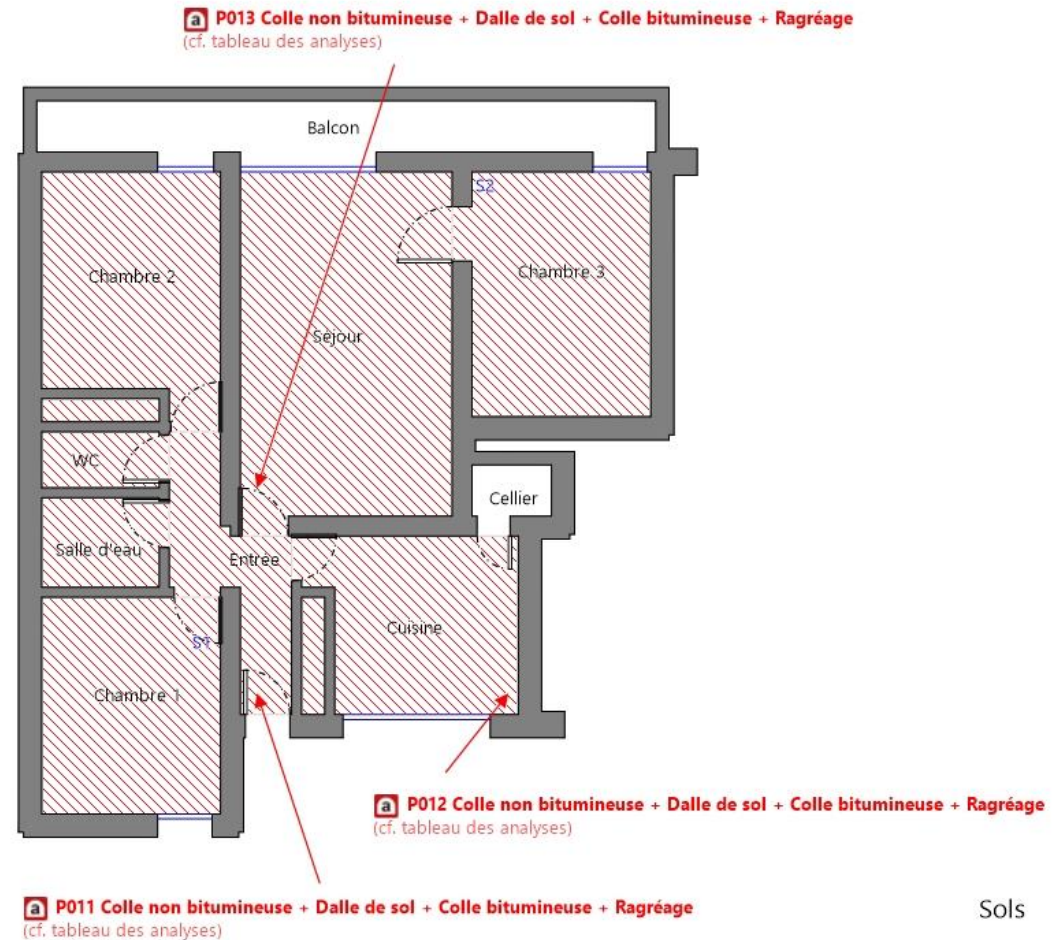 a P013 Colle non bitumineuse + Dalle de sol + Colle bitumineuse + Ragréage
(cf. tableau des analyses)
Balcon
S2
Chambre 2
Chambre 3
Séjour
WC
Cellier
Salle d'eau
Entrée
Cuisine
S1
Chambre 1
a P012 Colle non bitumineuse + Dalle de sol + Colle bitumineuse + Ragréage
(cf. tableau des analyses)
a P011 Colle non bitumineuse + Dalle de sol + Colle bitumineuse + Ragréage
(cf. tableau des analyses)
Sols